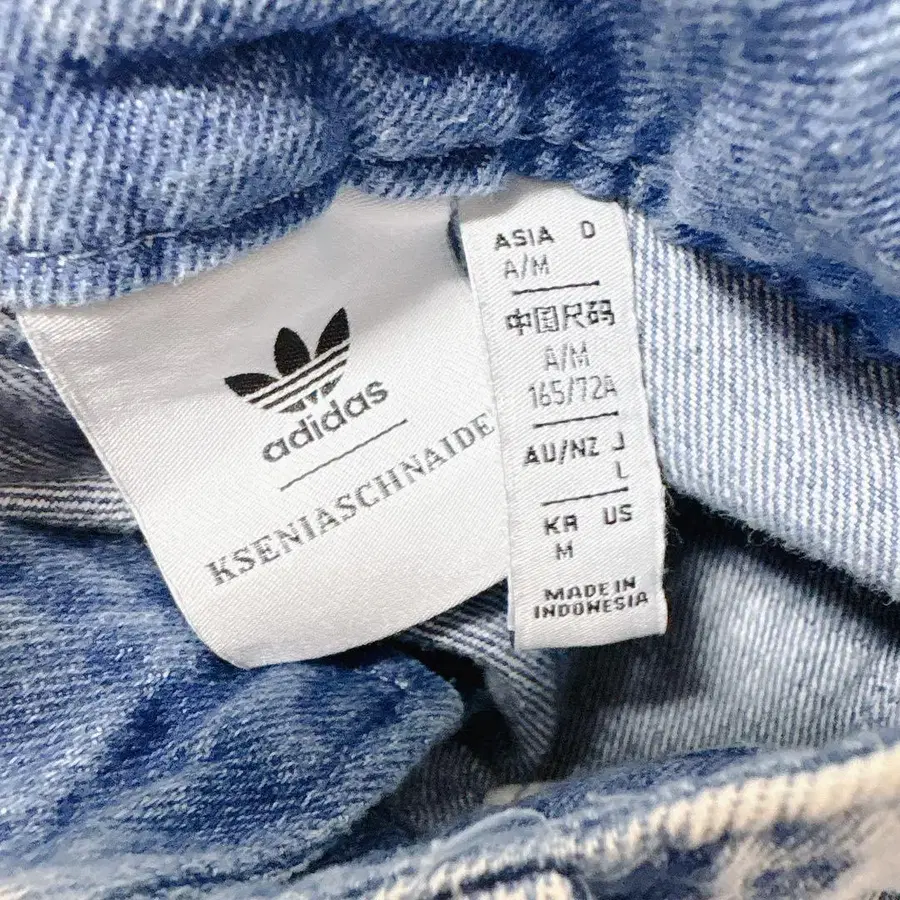 adidas
KSENIASCHNAIDE
ASIA D
A/M
中国尺码
A/M
165/72A
AU/NZ J
L
KR US
M
MADE IN
INDONESIA